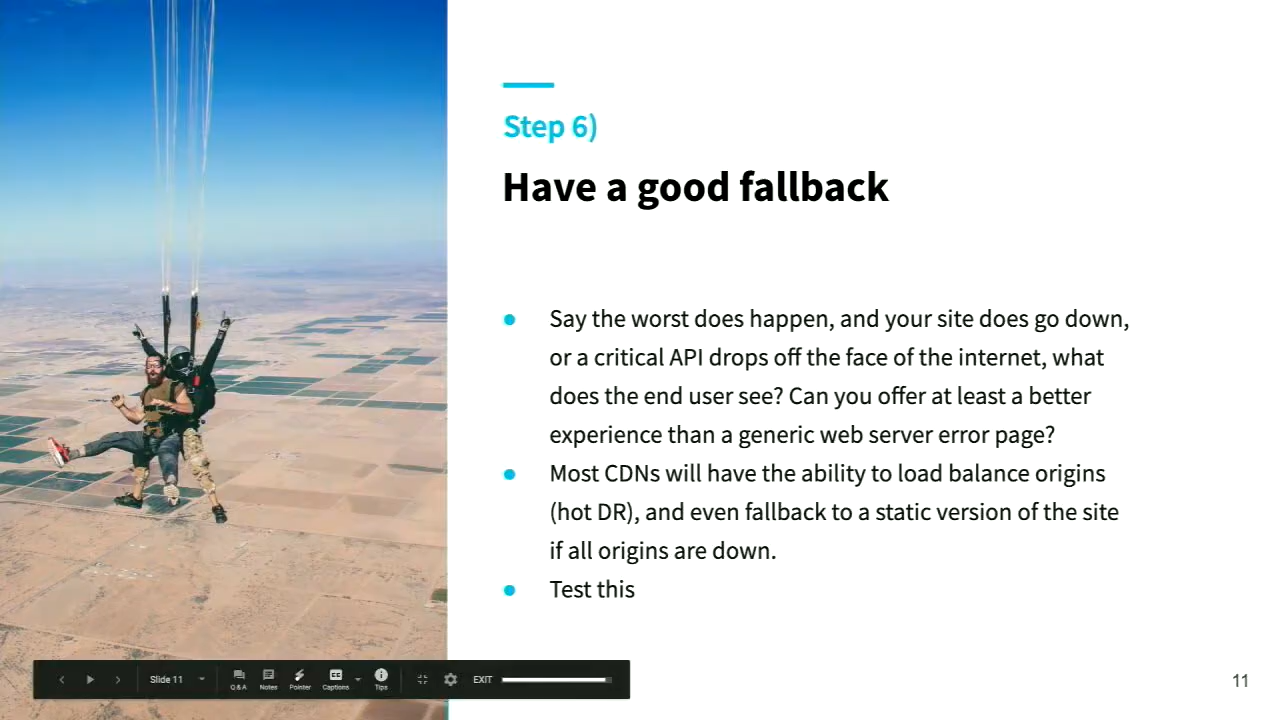 Step 6)
Have a good fallback
● Say the worst does happen, and your site does go down,
or a critical API drops off the face of the internet, what
does the end user see? Can you offer at least a better
experience than a generic web server error page?
● Most CDNs will have the ability to load balance origins
(hot DR), and even fallback to a static version of the site
if all origins are down.
● Test this
Slide 11
Q&A
Notes
Pointer
CC
Captions
Tips
EXIT
11